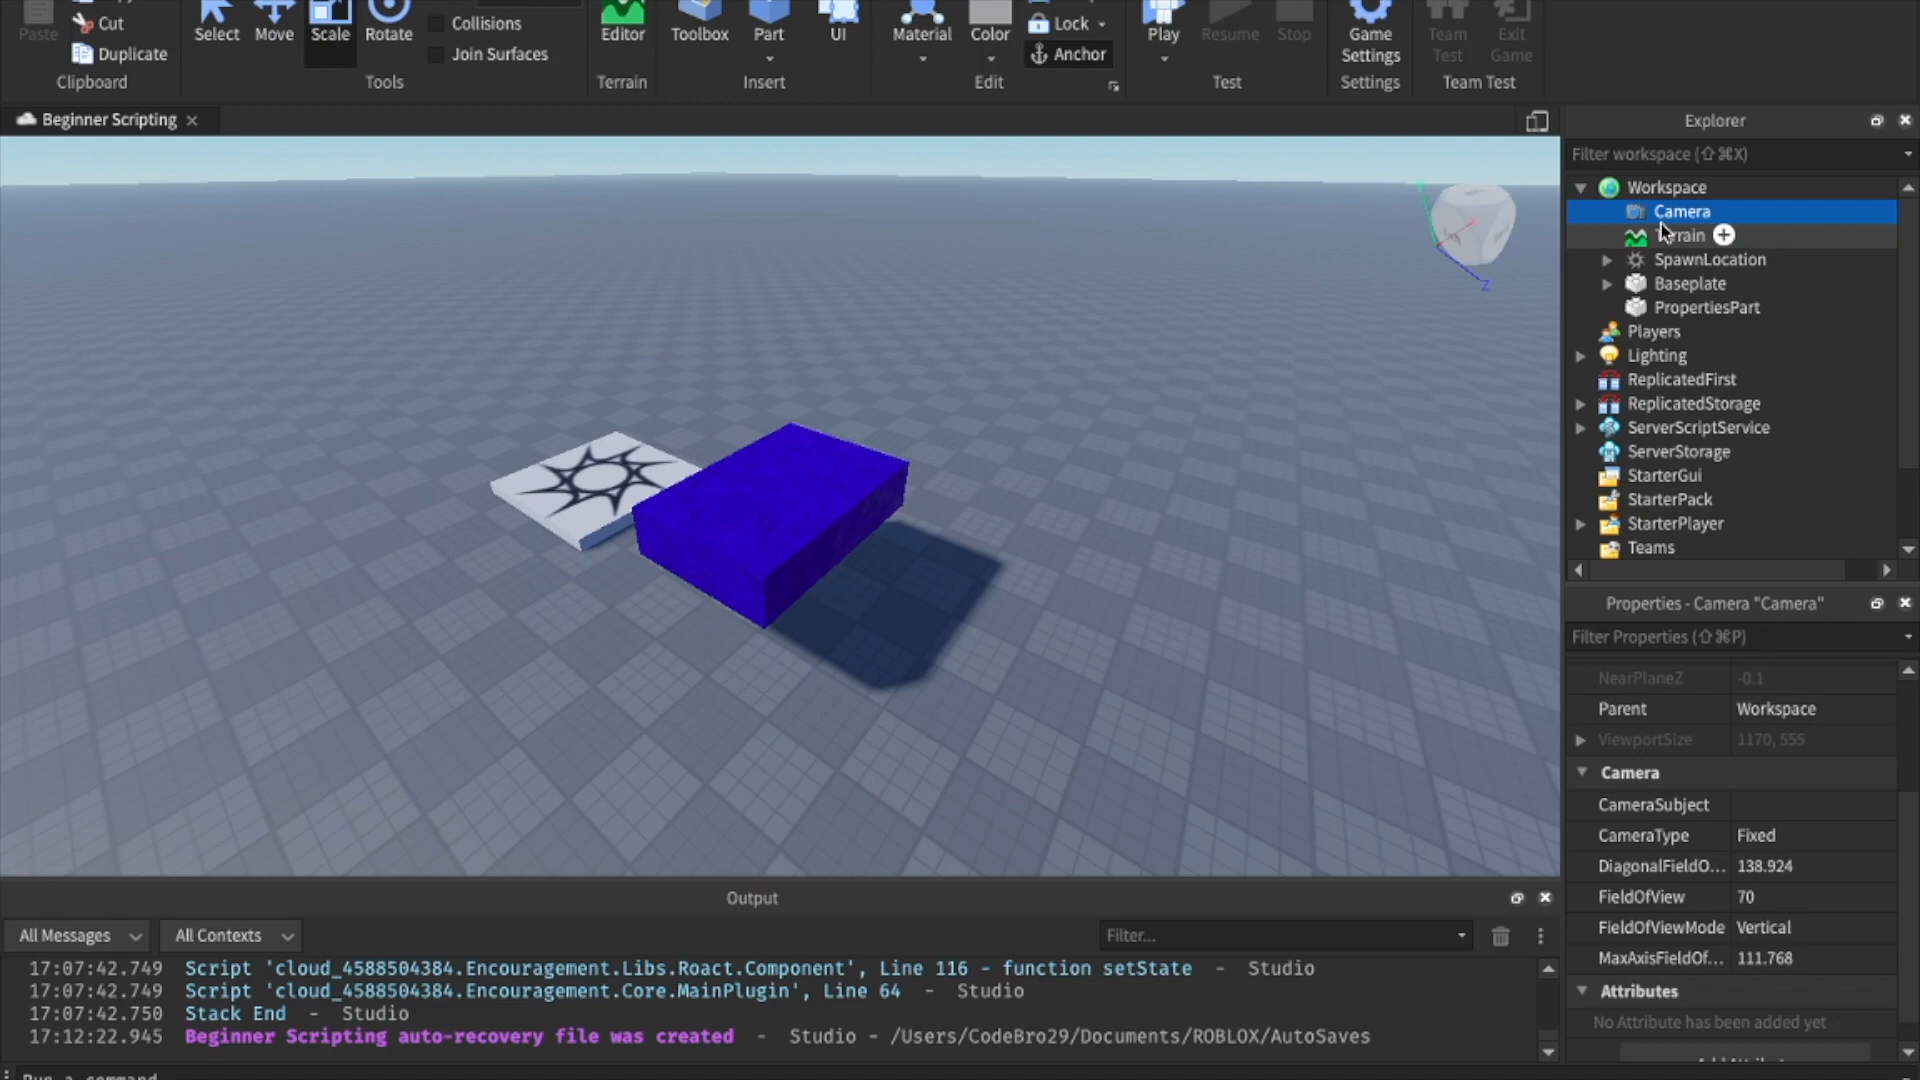 Paste
Cut
Duplicate
Clipboard
Select
Move
Scale
Rotate
Collisions
Join Surfaces
Tools
Editor
Terrain
Toolbox
Part
UI
Insert
Material
Color
Lock
Anchor
Edit
Play
Resume
Stop
Test
Game
Settings
Settings
Team
Test
Exit
Game
Team Test
Beginner Scripting
Explorer
Filter workspace (⇧⌘X)
Workspace
Camera
Terrain
SpawnLocation
Baseplate
PropertiesPart
Players
Lighting
ReplicatedFirst
ReplicatedStorage
ServerScriptService
ServerStorage
StarterGui
StarterPack
StarterPlayer
Teams
Z
Properties - Camera "Camera"
Filter Properties (⇧⌘P)
NearPlaneZ -0.1
Parent Workspace
ViewportSize 1170, 555
Camera
CameraSubject
CameraType Fixed
DiagonalFieldO... 138.924
FieldOfView 70
FieldOfViewMode Vertical
MaxAxisFieldOf... 111.768
Attributes
No Attribute has been added yet
Output
All Messages
All Contexts
Filter...
17:07:42.749 Script 'cloud_4588504384.Encouragement.Libs.Roact.Component', Line 116 - function setState - Studio
17:07:42.749 Script 'cloud_4588504384.Encouragement.Core.MainPlugin', Line 64 - Studio
17:07:42.750 Stack End - Studio
17:12:22.945 Beginner Scripting auto-recovery file was created - Studio - /Users/CodeBro29/Documents/ROBLOX/AutoSaves
Run a command